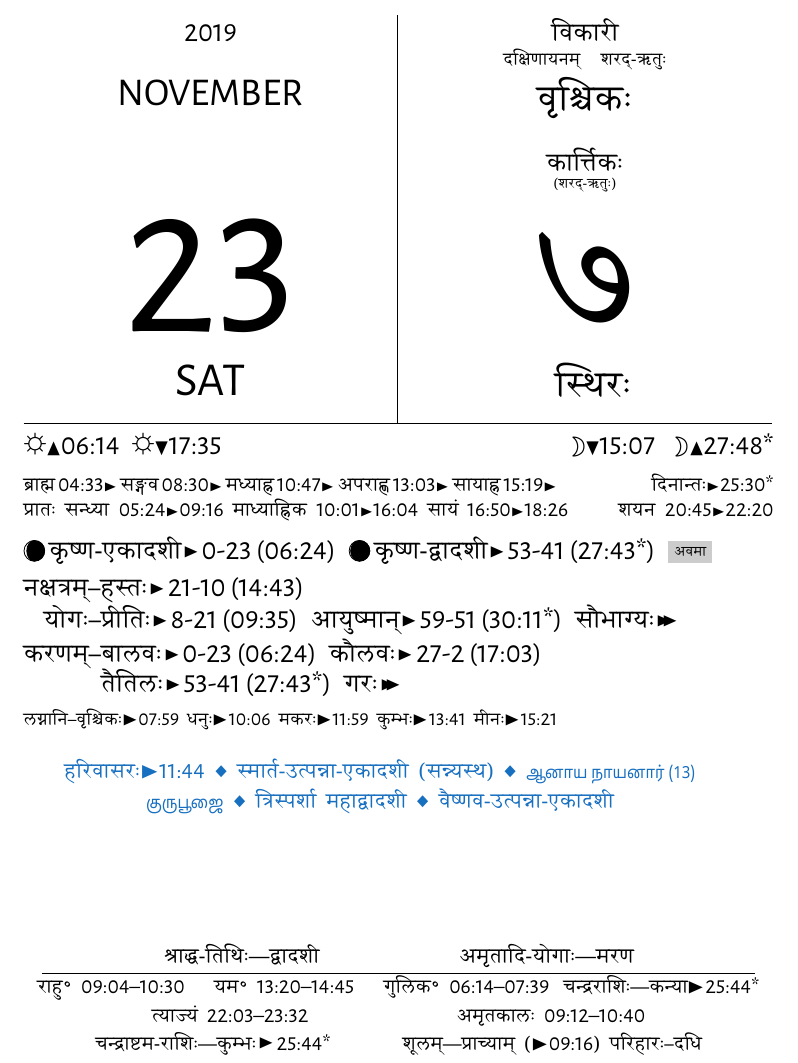 2019
NOVEMBER
23
SAT
विकारी
दक्षिणायनम् शरद्-ऋतुः
वृश्चिकः
कार्त्तिकः
(शरद्-ऋतुः)
७
स्थिरः
☼▲06:14 ☼▼17:35 ☽▼15:07 ☽▲27:48*
ब्राह्म 04:33► सङ्गव 08:30► मध्याह्न 10:47► अपराह्ण 13:03► सायाह्न 15:19► दिनान्तः►25:30*
प्रातः सन्ध्या 05:24►09:16 माध्याह्निक 10:01►16:04 सायं 16:50►18:26 शयन 20:45►22:20
कृष्ण-एकादशी►0-23 (06:24) कृष्ण-द्वादशी►53-41 (27:43*) अवमा
नक्षत्रम्–हस्तः►21-10 (14:43)
योगः–प्रीतिः►8-21 (09:35) आयुष्मान्►59-51 (30:11*) सौभाग्यः►►
करणम्–बालवः►0-23 (06:24) कौलवः►27-2 (17:03)
तैतिलः►53-41 (27:43*) गरः►►
लग्नानि–वृश्चिकः►07:59 धनुः►10:06 मकरः►11:59 कुम्भः►13:41 मीनः►15:21
हरिवासरः►11:44 ◆ स्मार्त-उत्पन्ना-एकादशी (सन्न्यस्थ) ◆ ஆனாய நாயனார் (13)
குருபூஜை ◆ त्रिस्पर्शा महाद्वादशी ◆ वैष्णव-उत्पन्ना-एकादशी
श्राद्ध-तिथिः—द्वादशी अमृतादि-योगाः—मरण
राहु॰ 09:04–10:30 यम॰ 13:20–14:45 गुलिक॰ 06:14–07:39 चन्द्रराशिः—कन्या►25:44*
त्याज्यं 22:03–23:32 अमृतकालः 09:12–10:40
चन्द्राष्टम-राशिः—कुम्भः►25:44* शूलम्—प्राच्याम् (►09:16) परिहारः–दधि